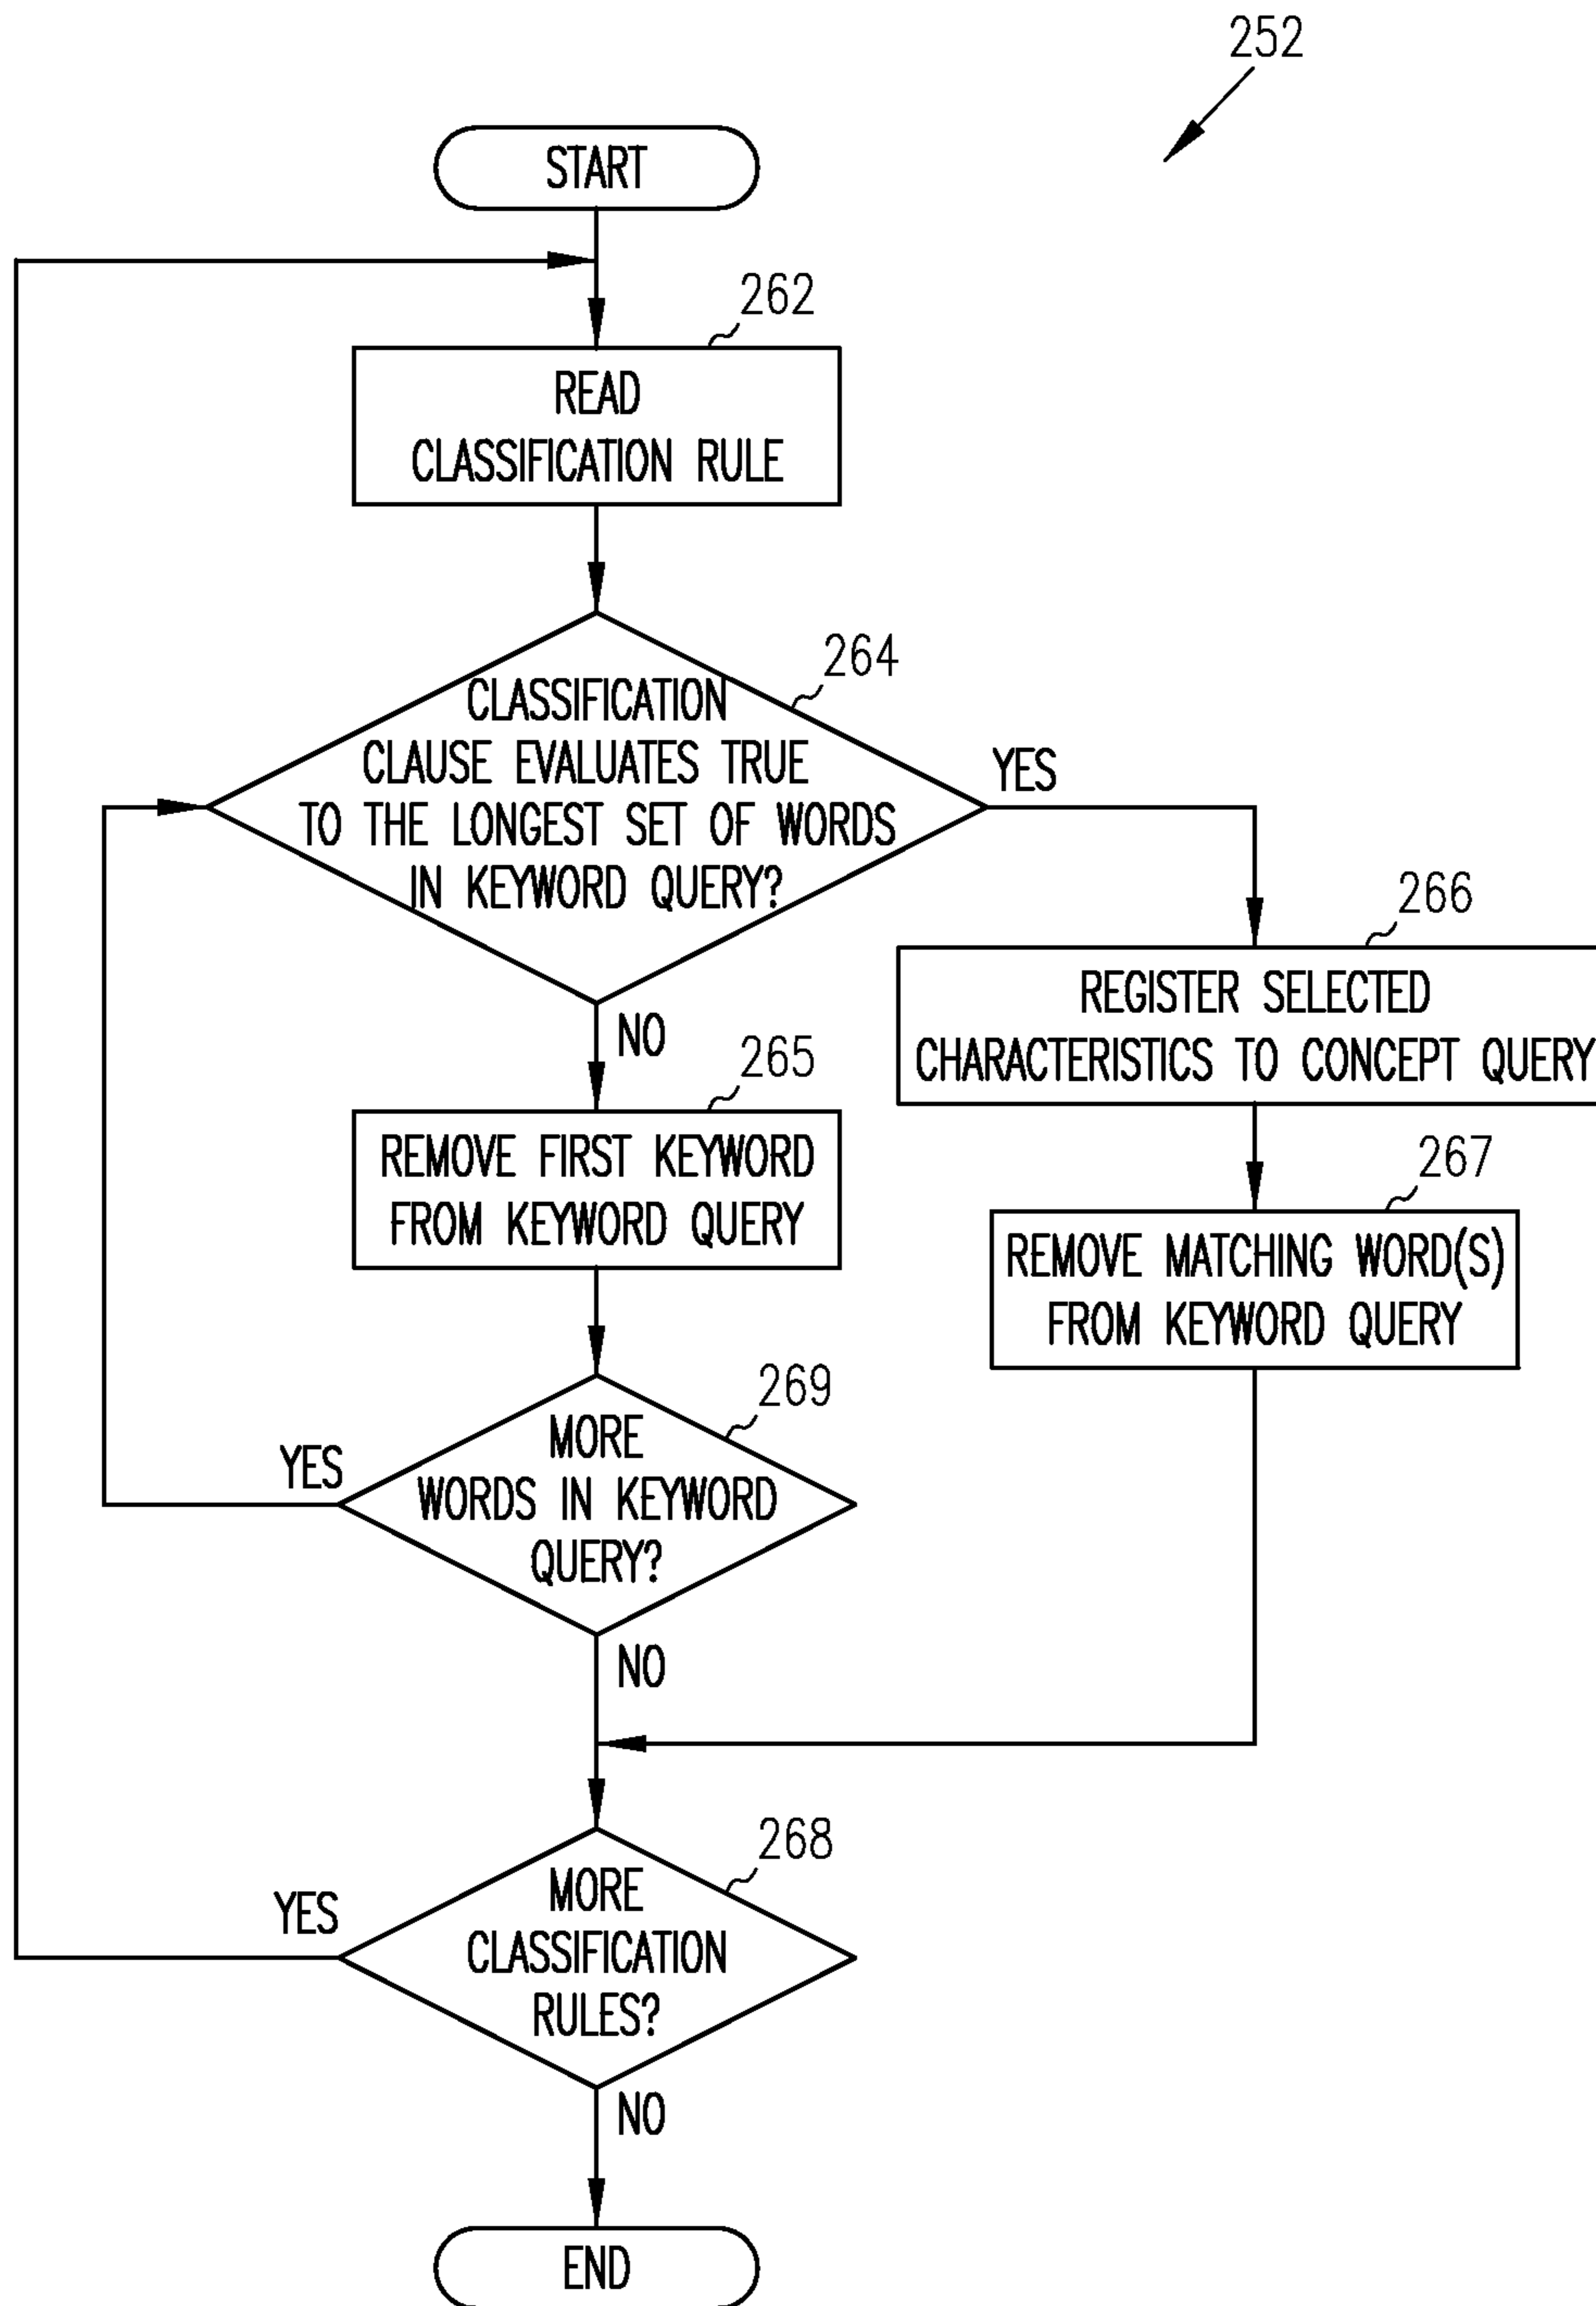 252
START
262
READ
CLASSIFICATION RULE
264
CLASSIFICATION
CLAUSE EVALUATES TRUE
TO THE LONGEST SET OF WORDS
IN KEYWORD QUERY?
YES
NO
266
REGISTER SELECTED
CHARACTERISTICS TO CONCEPT QUERY
265
REMOVE FIRST KEYWORD
FROM KEYWORD QUERY
267
REMOVE MATCHING WORD(S)
FROM KEYWORD QUERY
269
MORE
WORDS IN KEYWORD
QUERY?
YES
NO
268
MORE
CLASSIFICATION
RULES?
YES
NO
END